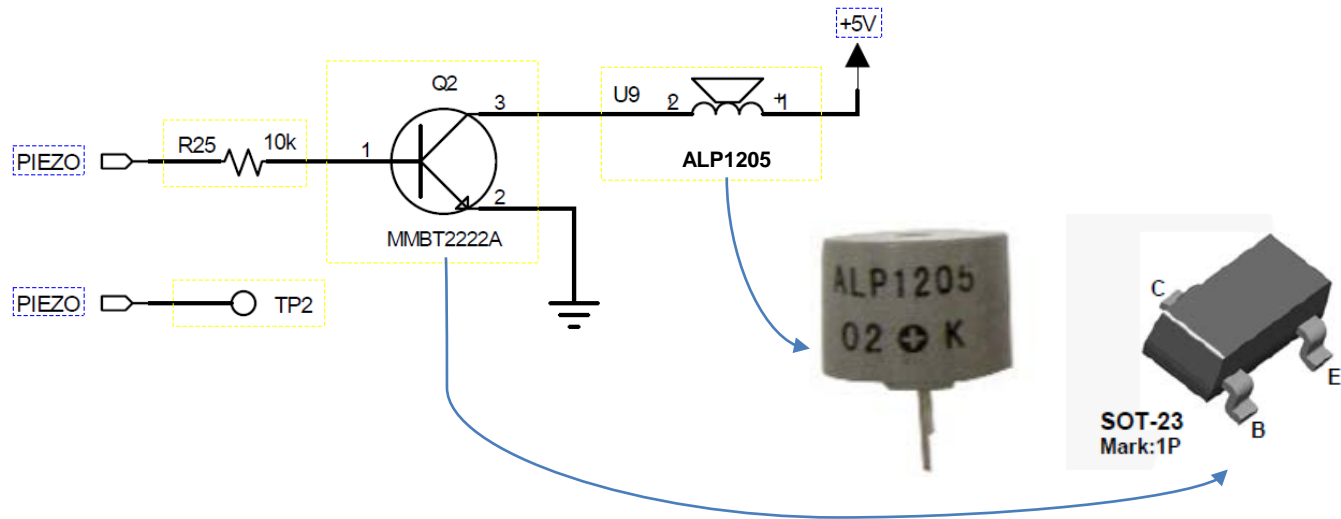 +5V
Q2
3
U9
2
+1
R25
10k
1
PIEZO
ALP1205
2
MMBT2222A
PIEZO
TP2
ALP1205
02 K
C
E
B
SOT-23
Mark:1P